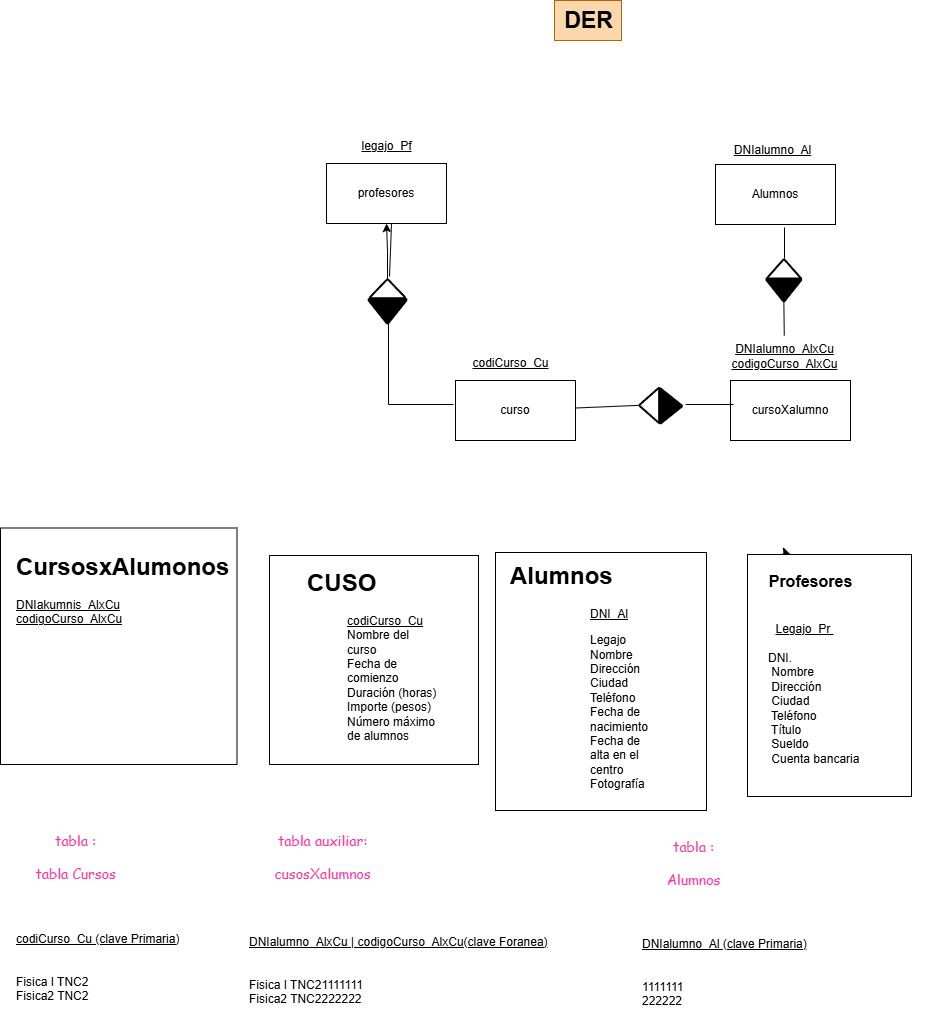 DER
legajo_Pf
profesores
DNIalumno_Al
Alumnos
codiCurso_Cu
curso
DNIalumno_AlxCu
codigoCurso_AlxCu
cursoXalumno
CursosxAlumonos
DNIakumnis_AlxCu
codigoCurso_AlxCu
CUSO
codiCurso_Cu
Nombre del
curso
Fecha de
comienzo
Duración (horas)
Importe (pesos)
Número máximo
de alumnos
Alumnos
DNI_Al
Legajo
Nombre
Dirección
Ciudad
Teléfono
Fecha de
nacimiento
Fecha de
alta en el
centro
Fotografía
Profesores
Legajo_Pr
DNI.
Nombre
Dirección
Ciudad
Teléfono
Título
Sueldo
Cuenta bancaria
tabla :
tabla Cursos
codiCurso_Cu (clave Primaria)
Fisica I TNC2
Fisica2 TNC2
tabla auxiliar:
cusosXalumnos
DNIalumno_AlxCu | codigoCurso_AlxCu(clave Foranea)
Fisica I TNC21111111
Fisica2 TNC2222222
tabla :
Alumnos
DNIalumno_Al (clave Primaria)
1111111
222222